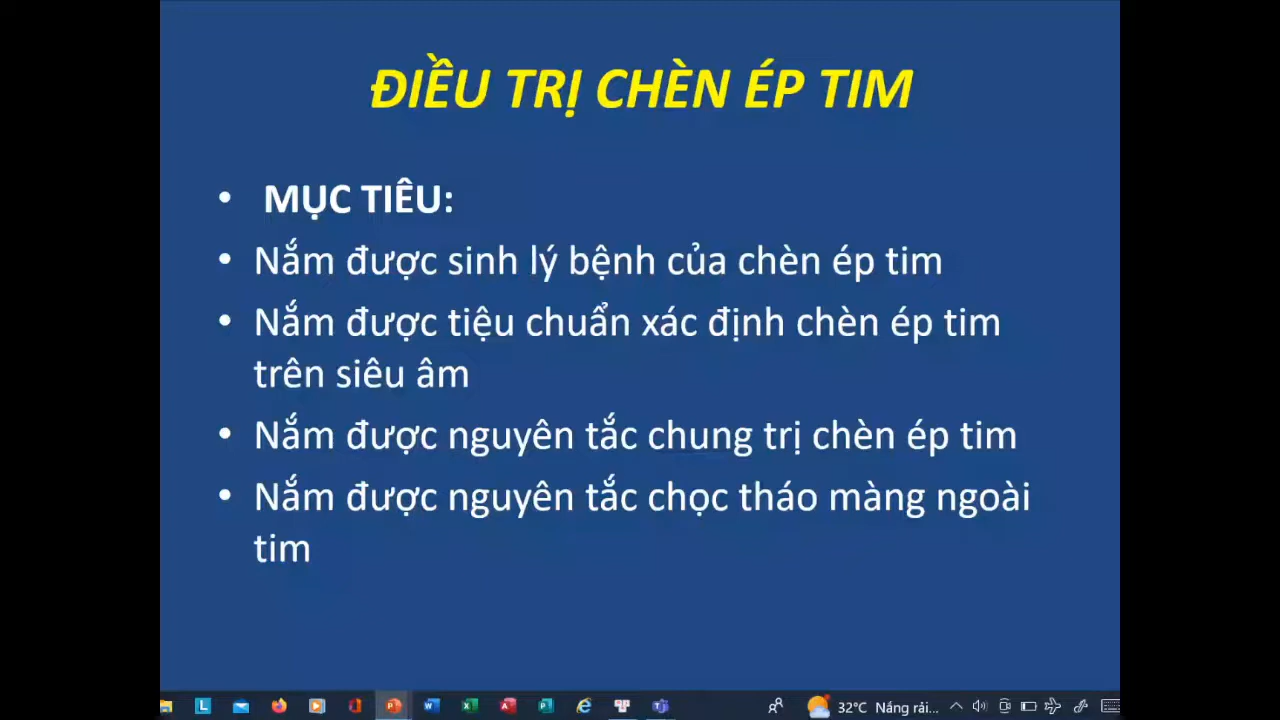 ĐIỀU TRỊ CHÈN ÉP TIM
• MỤC TIÊU:
• Nắm được sinh lý bệnh của chèn ép tim
• Nắm được tiệu chuẩn xác định chèn ép tim
trên siêu âm
• Nắm được nguyên tắc chung trị chèn ép tim
• Nắm được nguyên tắc chọc tháo màng ngoài
tim
32°C Nắng rải...